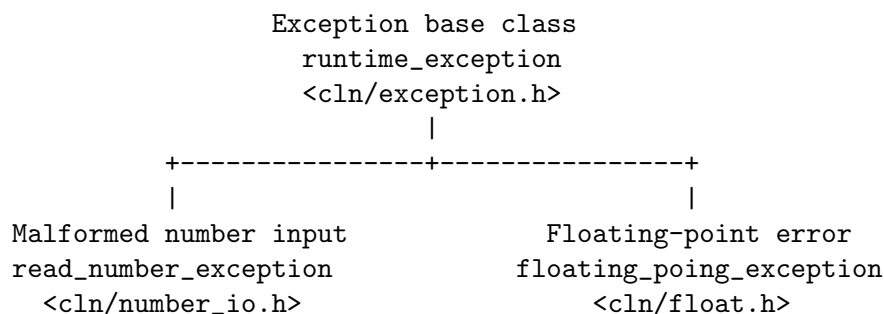 Exception base class
runtime_exception
<cln/exception.h>
|
+----------------+----------------+
| |
Malformed number input Floating-point error
read_number_exception floating_poing_exception
<cln/number_io.h> <cln/float.h>